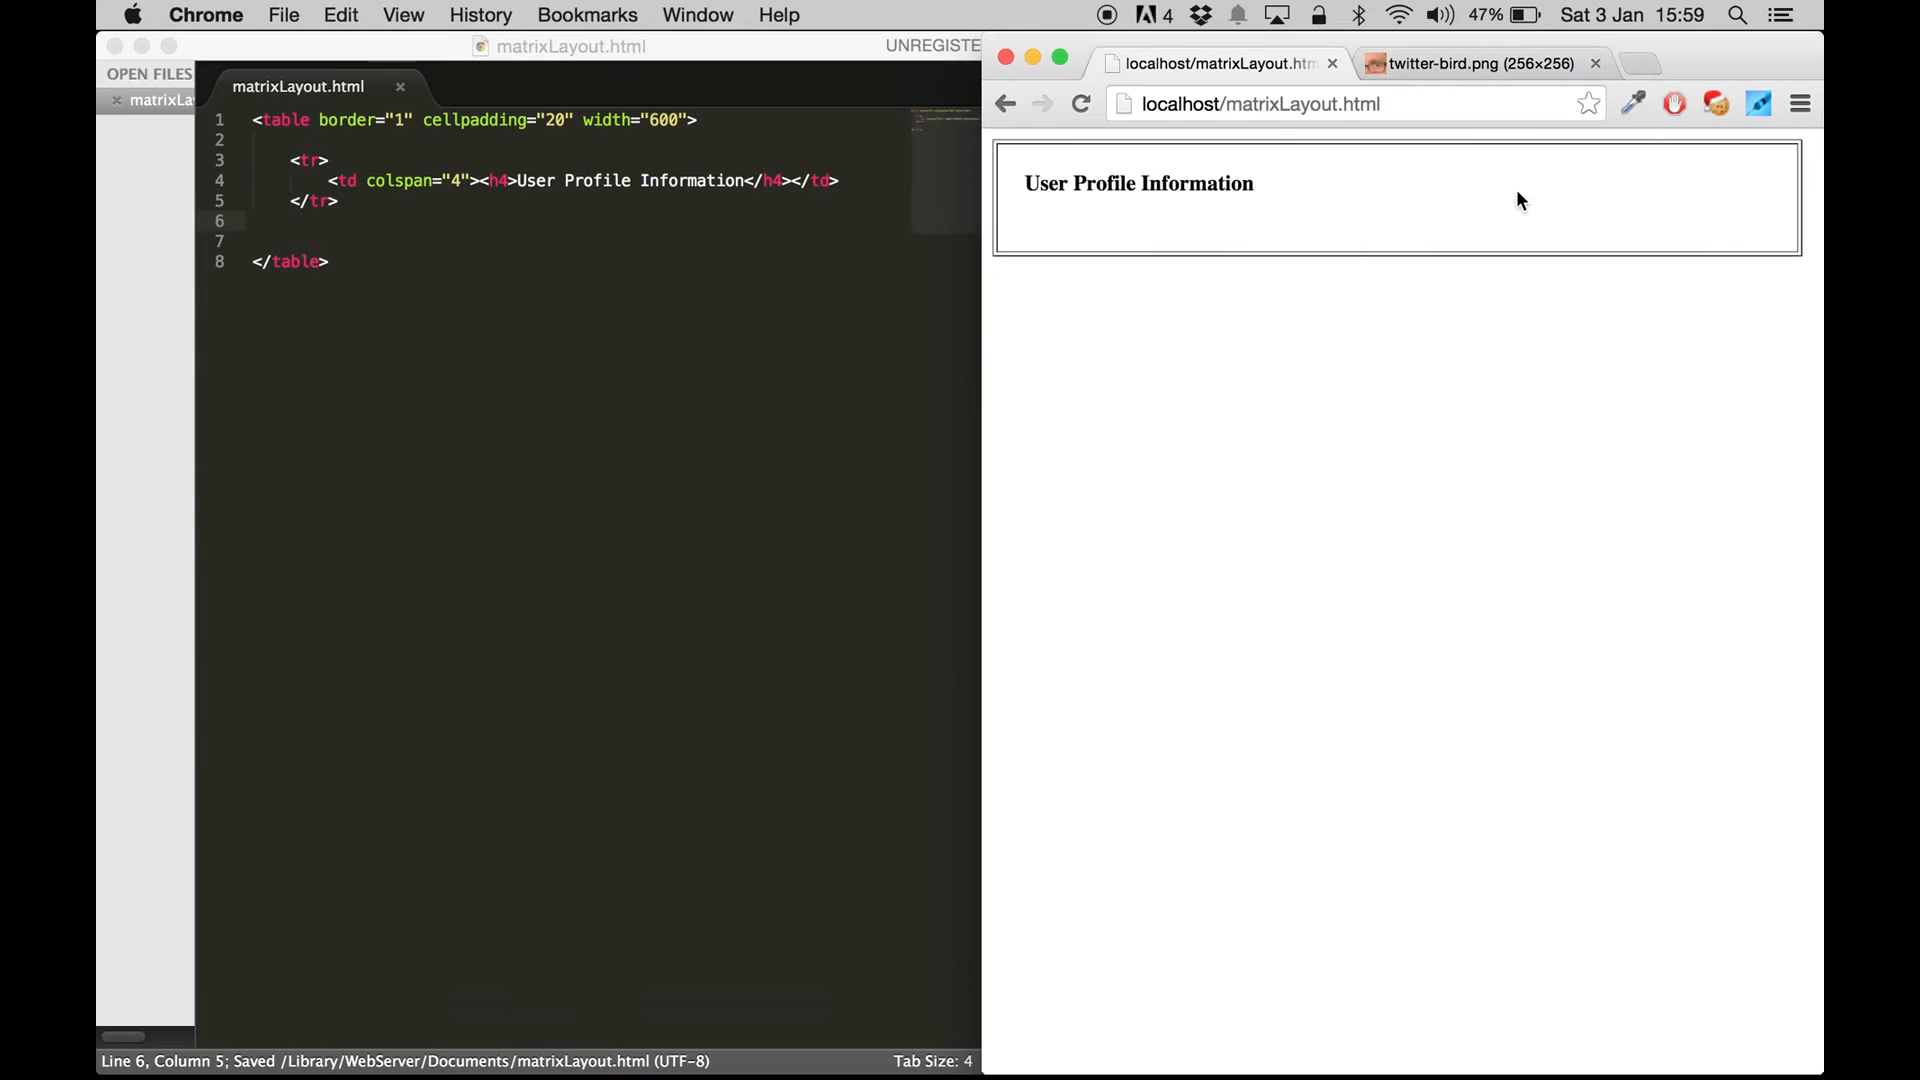 Chrome File Edit View History Bookmarks Window Help 4 47% Sat 3 Jan 15:59
matrixLayout.html UNREGISTE
OPEN FILES
matrixLa
matrixLayout.html
1 <table border="1" cellpadding="20" width="600">
2
3 <tr>
4 <td colspan="4"><h4>User Profile Information</h4></td>
5 </tr>
6
7
8 </table>
Line 6, Column 5; Saved /Library/WebServer/Documents/matrixLayout.html (UTF-8) Tab Size: 4
localhost/matrixLayout.htm twitter-bird.png (256×256)
localhost/matrixLayout.html
User Profile Information